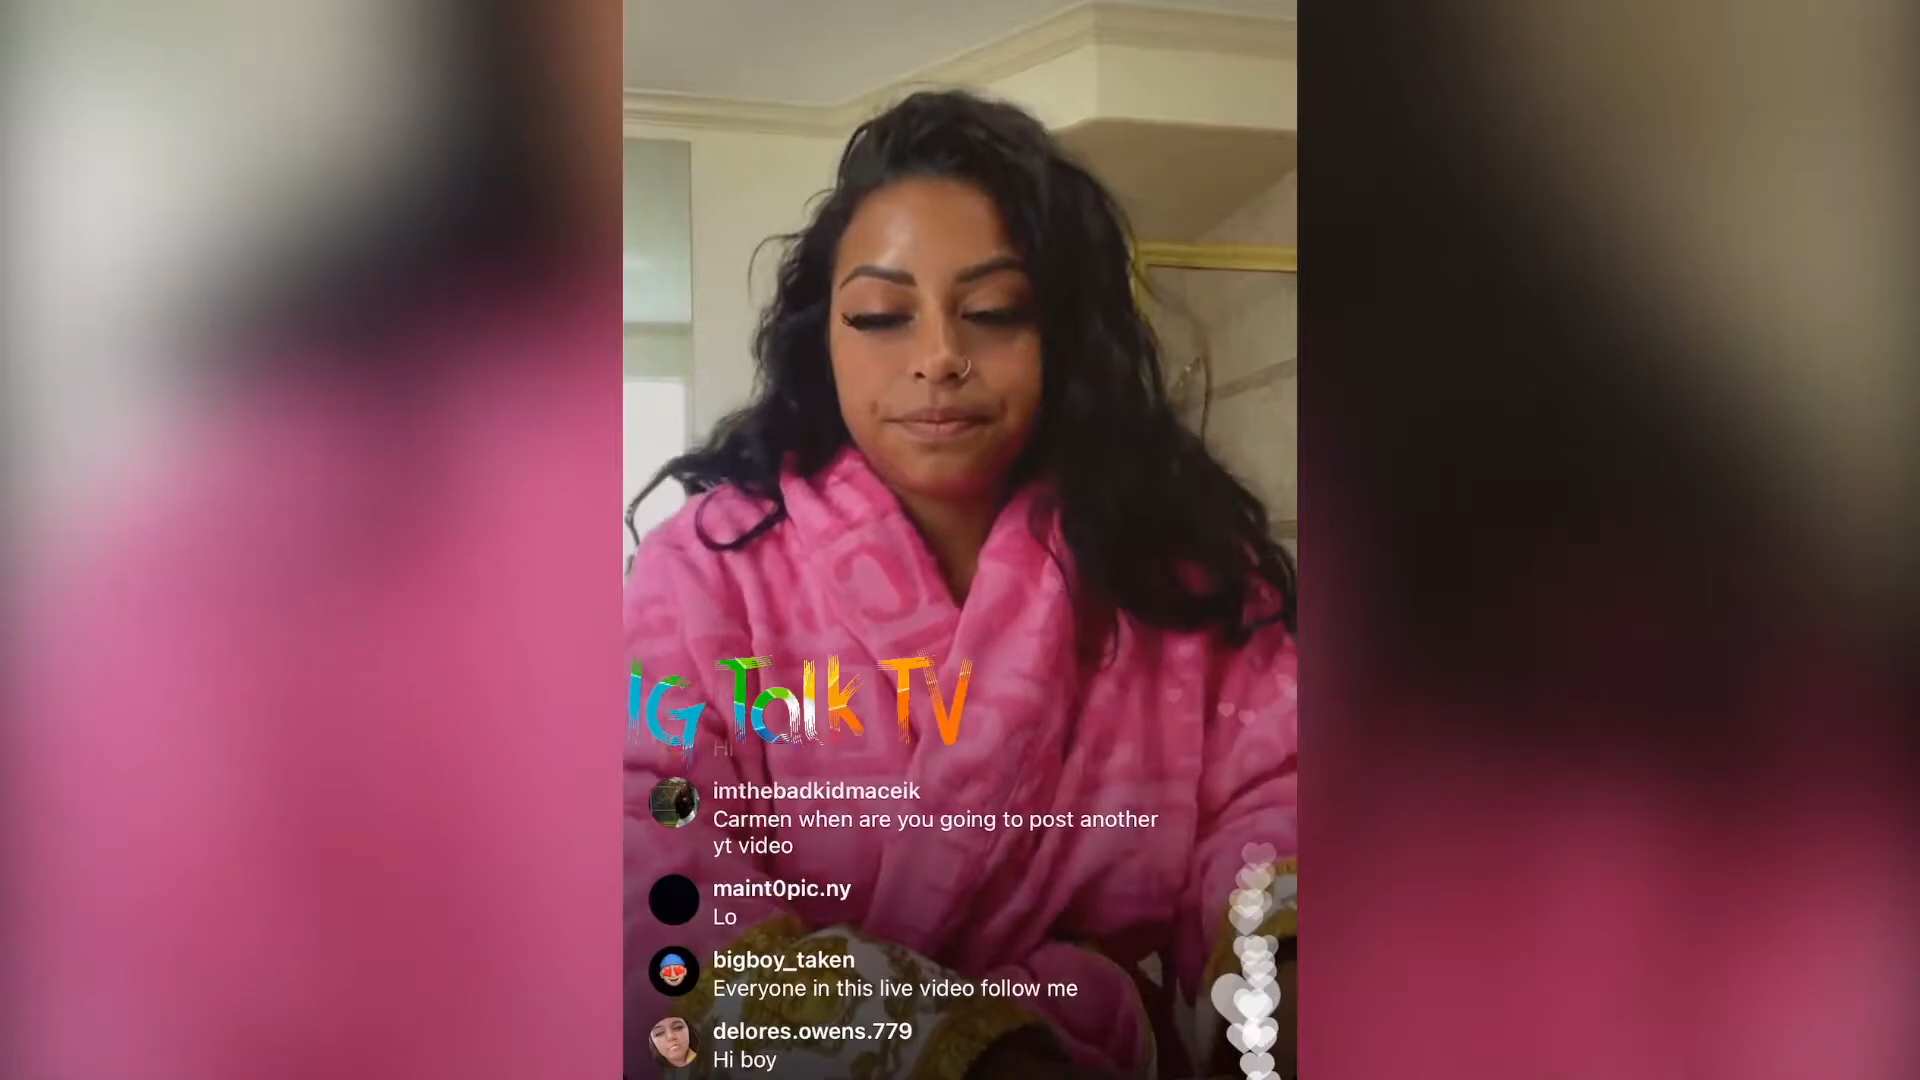 IG Talk TV
Hi
imthebadkidmaceik
Carmen when are you going to post another
yt video
maint0pic.ny
Lo
bigboy_taken
Everyone in this live video follow me
delores.owens.779
Hi boy